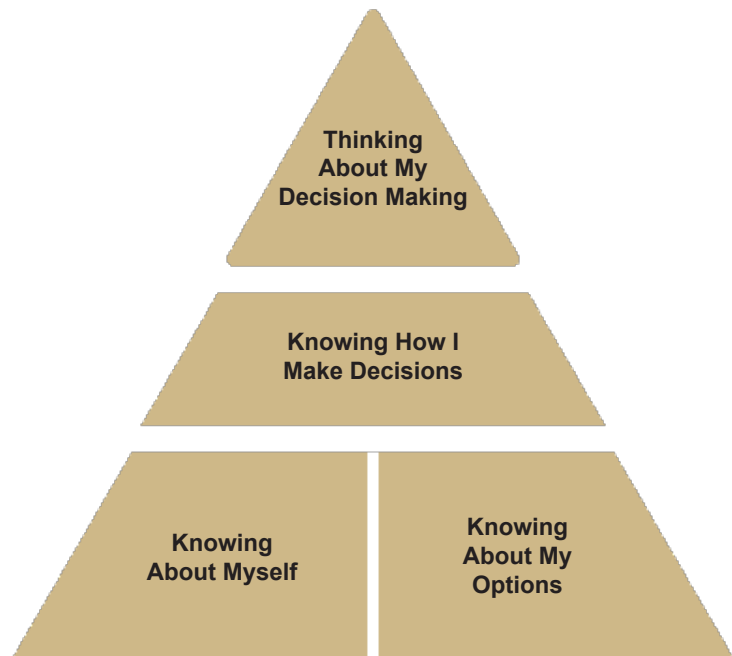 Thinking
About My
Decision Making
Knowing How I
Make Decisions
Knowing
About Myself
Knowing
About My
Options